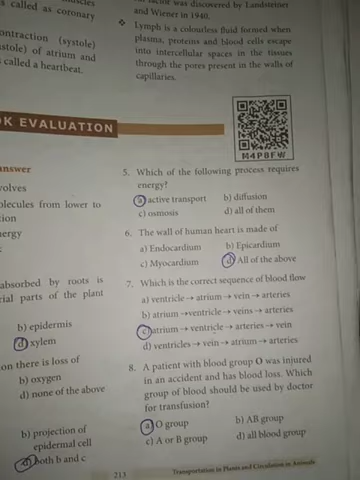 s called as coronary
ontraction (systole)
stole) of atrium and
called a heartbeat.
was discovered by Landsteiner
and Wiener in 1940.
❖ Lymph is a colourless fluid formed when
plasma, proteins and blood cells escape
into intercellular spaces in the tissues
through the pores present in the walls of
capillaries.
OK EVALUATION
M4P8FW
answer
volves
olecules from lower to
tion
nergy
absorbed by roots is
cial parts of the plant
b) epidermis
d) xylem
on there is loss of
b) oxygen
d) none of the above
b) projection of
epidermal cell
d) both b and c
5. Which of the following process requires
energy?
a) active transport b) diffusion
c) osmosis d) all of them
6. The wall of human heart is made of
a) Endocardium b) Epicardium
c) Myocardium d) All of the above
7. Which is the correct sequence of blood flow
a) ventricle → atrium → vein → arteries
b) atrium →ventricle → veins → arteries
c) atrium → ventricle → arteries → vein
d) ventricles → vein → atrium → arteries
8. A patient with blood group O was injured
in an accident and has blood loss. Which
group of blood should be used by doctor
for transfusion?
a) O group b) AB group
c) A or B group d) all blood group
213 Transportation in Plants and Circulation in Animals